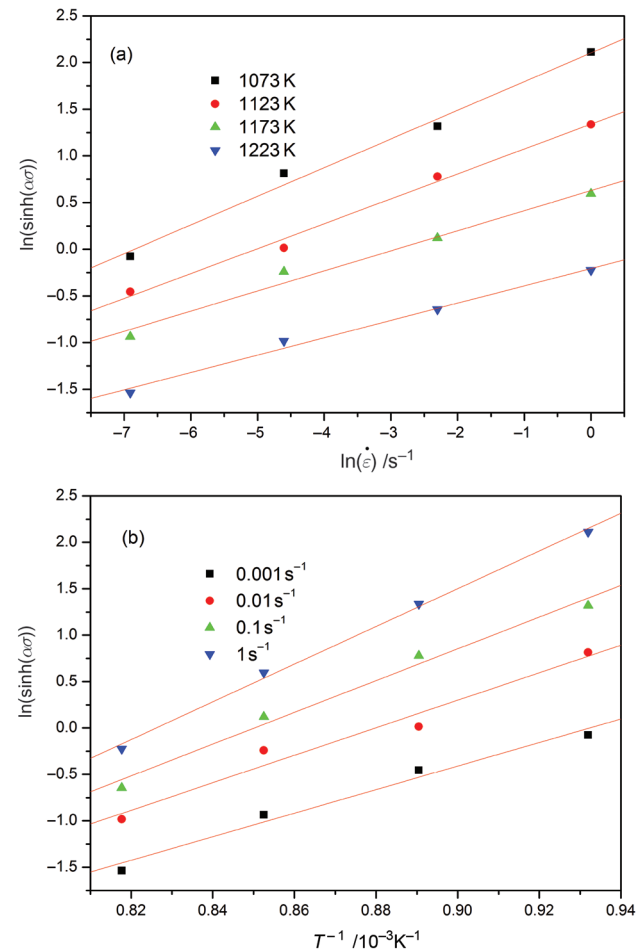 (a)
1073 K
1123 K
1173 K
1223 K
2.5
2.0
1.5
1.0
0.5
0.0
−0.5
−1.0
−1.5
ln(sinh(ασ))
−7 −6 −5 −4 −3 −2 −1 0
ln(ε̇) /s⁻¹
(b)
0.001 s⁻¹
0.01 s⁻¹
0.1 s⁻¹
1 s⁻¹
2.5
2.0
1.5
1.0
0.5
0.0
−0.5
−1.0
−1.5
ln(sinh(ασ))
0.82 0.84 0.86 0.88 0.90 0.92 0.94
T⁻¹ /10⁻³K⁻¹